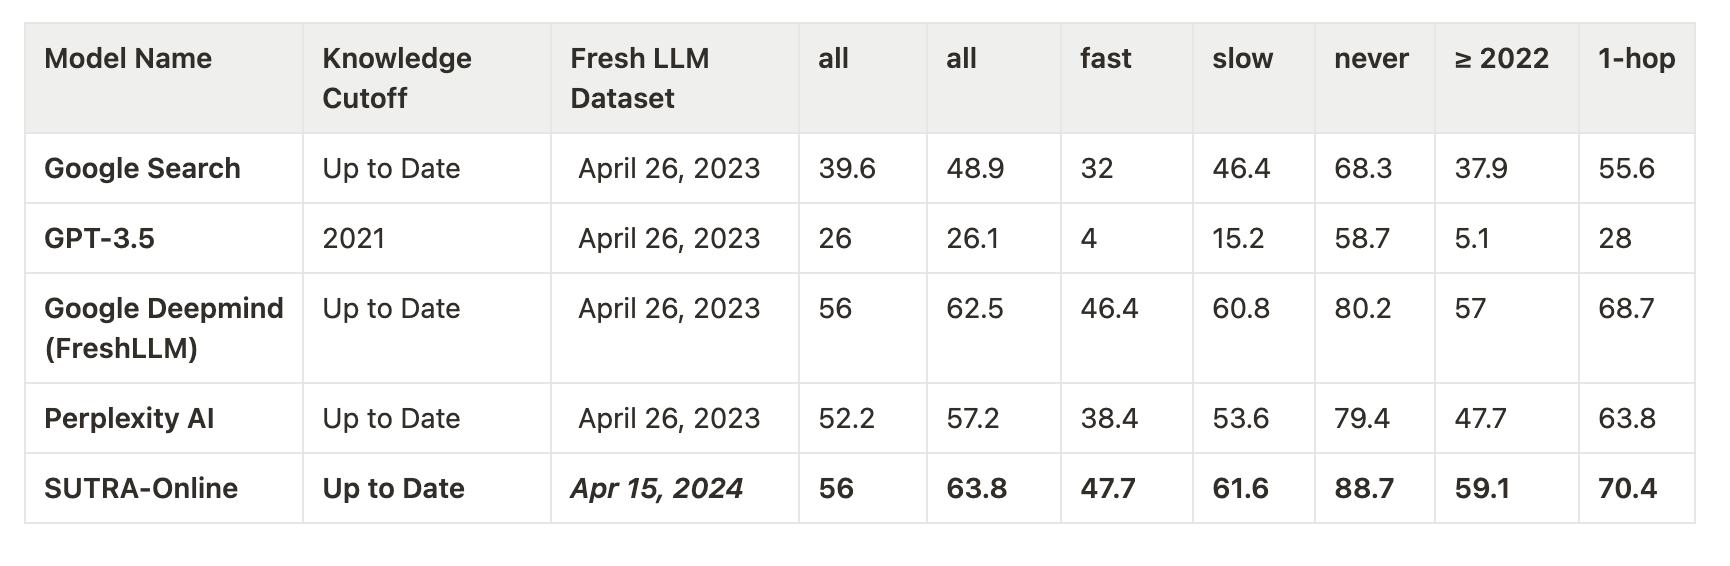 Model Name Knowledge Cutoff Fresh LLM Dataset all all fast slow never ≥ 2022 1-hop
Google Search Up to Date April 26, 2023 39.6 48.9 32 46.4 68.3 37.9 55.6
GPT-3.5 2021 April 26, 2023 26 26.1 4 15.2 58.7 5.1 28
Google Deepmind (FreshLLM) Up to Date April 26, 2023 56 62.5 46.4 60.8 80.2 57 68.7
Perplexity AI Up to Date April 26, 2023 52.2 57.2 38.4 53.6 79.4 47.7 63.8
SUTRA-Online Up to Date Apr 15, 2024 56 63.8 47.7 61.6 88.7 59.1 70.4